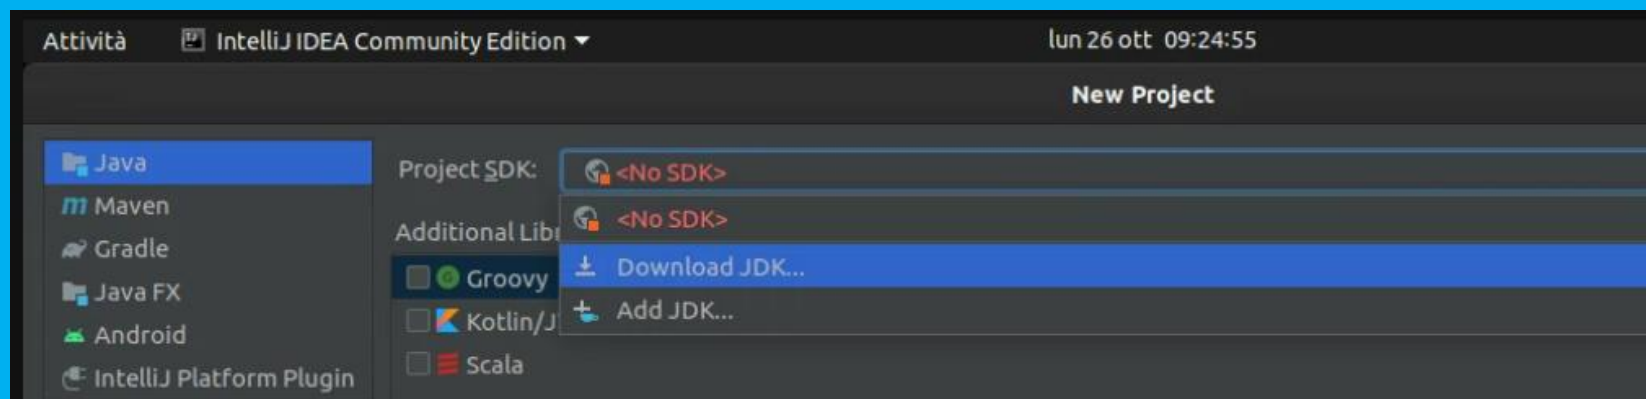 Attività IntelliJ IDEA Community Edition lun 26 ott 09:24:55
New Project
Java
Maven
Gradle
Java FX
Android
IntelliJ Platform Plugin
Project SDK: <No SDK>
<No SDK>
Download JDK...
Add JDK...
Additional Libr
Groovy
Kotlin/J
Scala